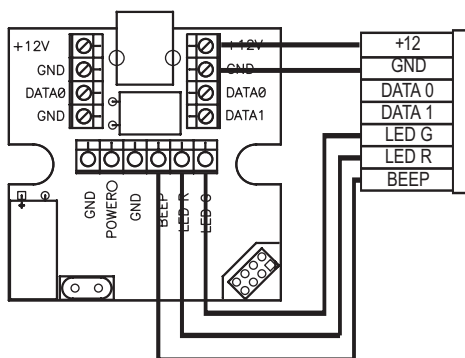 +12V
GND
DATA0
GND
+12V
GND
DATA0
DATA1
GND
POWER
GND
BEEP
LED R
LED G
+
+12
GND
DATA 0
DATA 1
LED G
LED R
BEEP